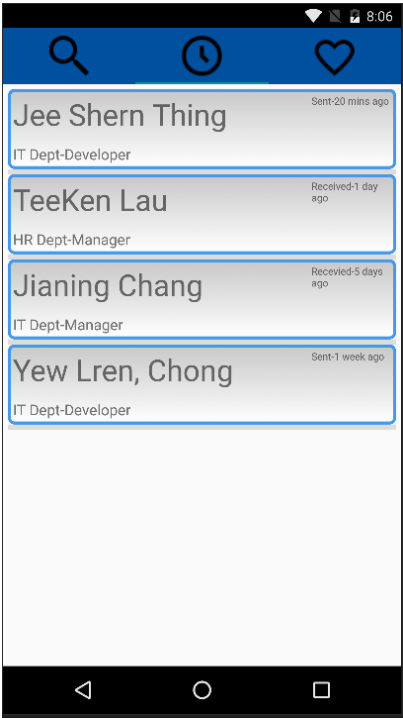 8:06
Jee Shern Thing
Sent-20 mins ago
IT Dept-Developer
TeeKen Lau
Received-1 day
ago
HR Dept-Manager
Jianing Chang
Recevied-5 days
ago
IT Dept-Manager
Yew Lren, Chong
Sent-1 week ago
IT Dept-Developer